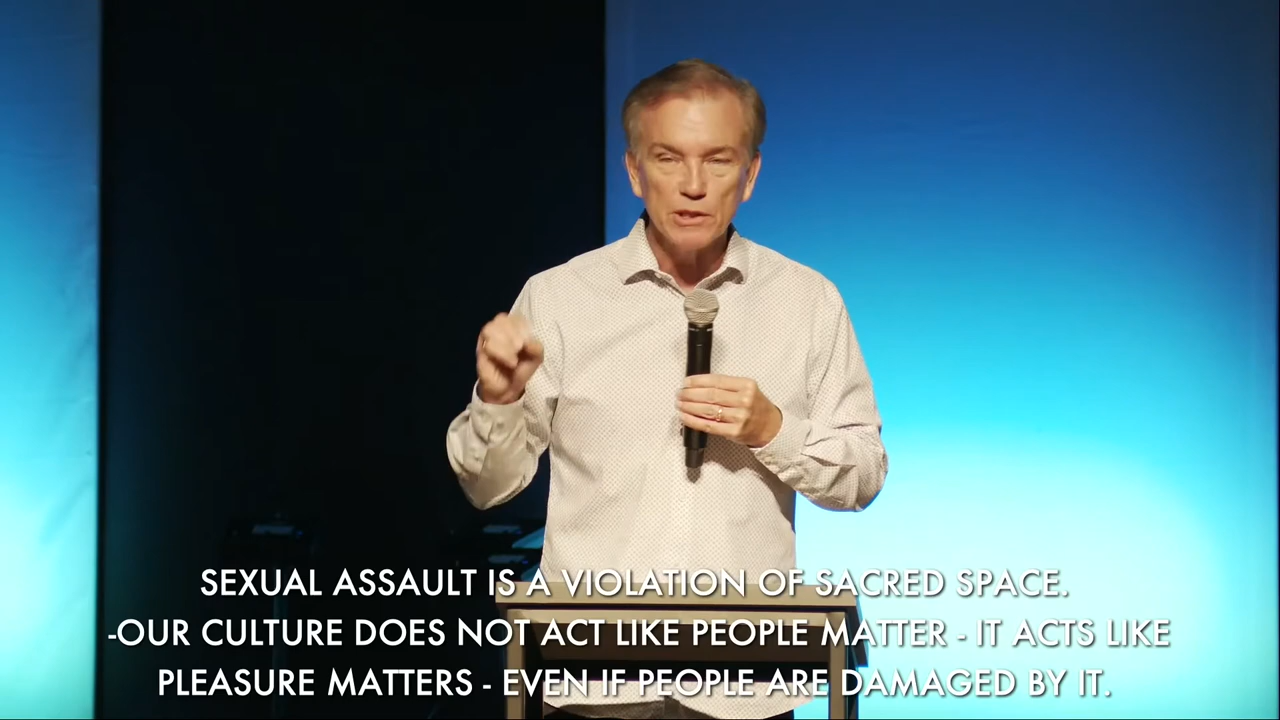 SEXUAL ASSAULT IS A VIOLATION OF SACRED SPACE.
-OUR CULTURE DOES NOT ACT LIKE PEOPLE MATTER - IT ACTS LIKE
PLEASURE MATTERS - EVEN IF PEOPLE ARE DAMAGED BY IT.